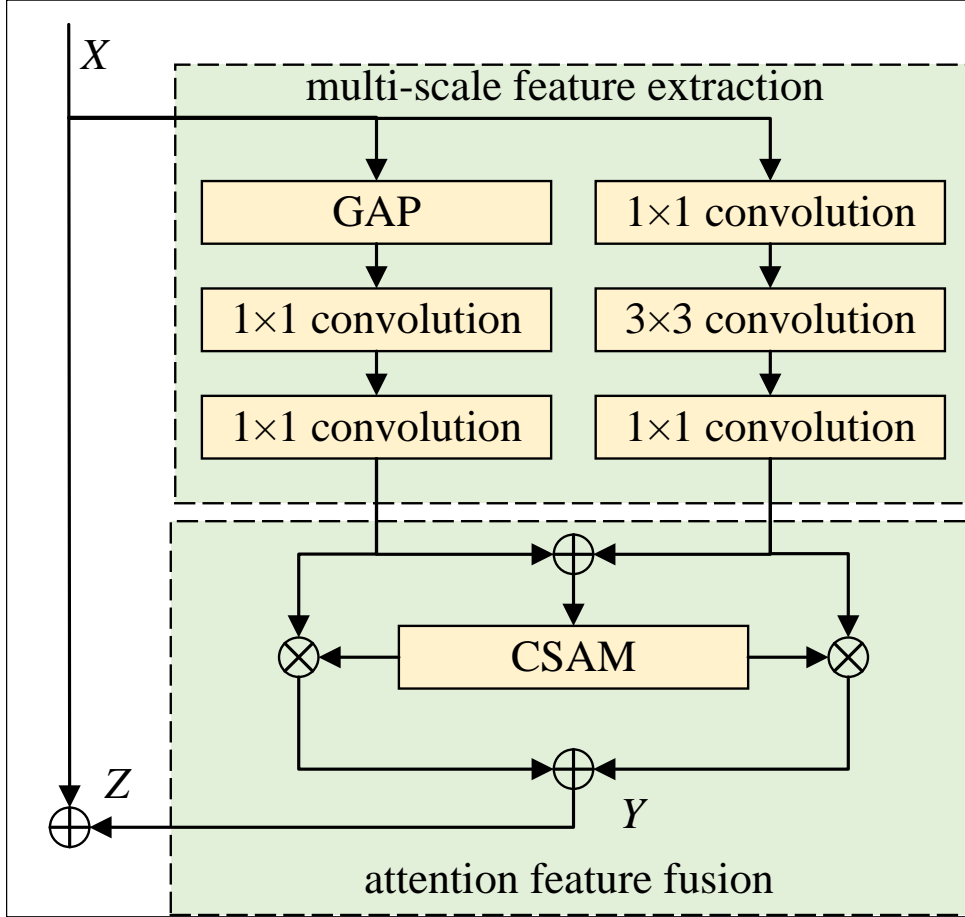 X
multi-scale feature extraction
GAP
1×1 convolution
1×1 convolution
3×3 convolution
1×1 convolution
1×1 convolution
CSAM
Z
Y
attention feature fusion